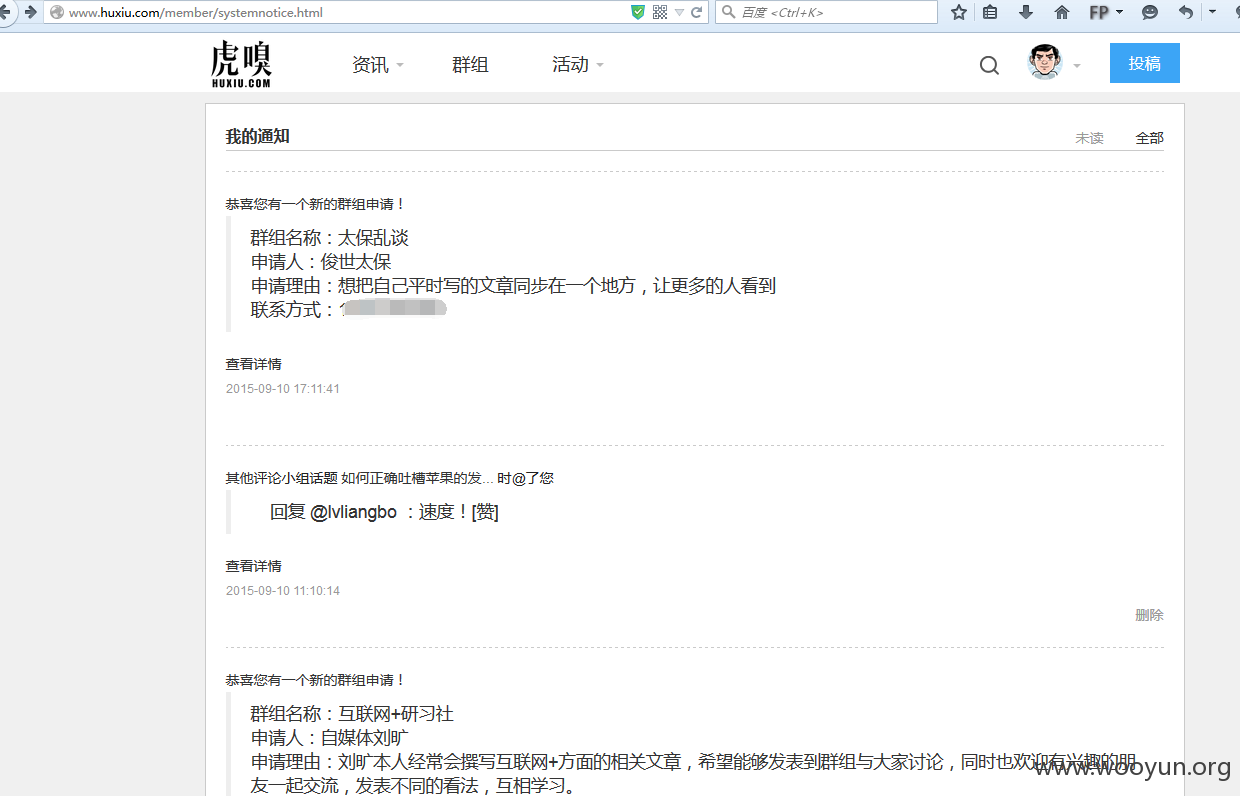 www.huxiu.com/member/systemnotice.html
百度 <Ctrl+K>
FP
虎嗅
HUXIU.COM
资讯
群组
活动
投稿
我的通知
未读
全部
恭喜您有一个新的群组申请！
群组名称：太保乱谈
申请人：俊世太保
申请理由：想把自己平时写的文章同步在一个地方，让更多的人看到
联系方式：
查看详情
2015-09-10 17:11:41
其他评论小组话题 如何正确吐槽苹果的发... 时@了您
回复 @lvliangbo ：速度！[赞]
查看详情
2015-09-10 11:10:14
删除
恭喜您有一个新的群组申请！
群组名称：互联网+研习社
申请人：自媒体刘旷
申请理由：刘旷本人经常会撰写互联网+方面的相关文章，希望能够发表到群组与大家讨论，同时也欢迎有兴趣的朋
友一起交流，发表不同的看法，互相学习。
www.wooyun.org